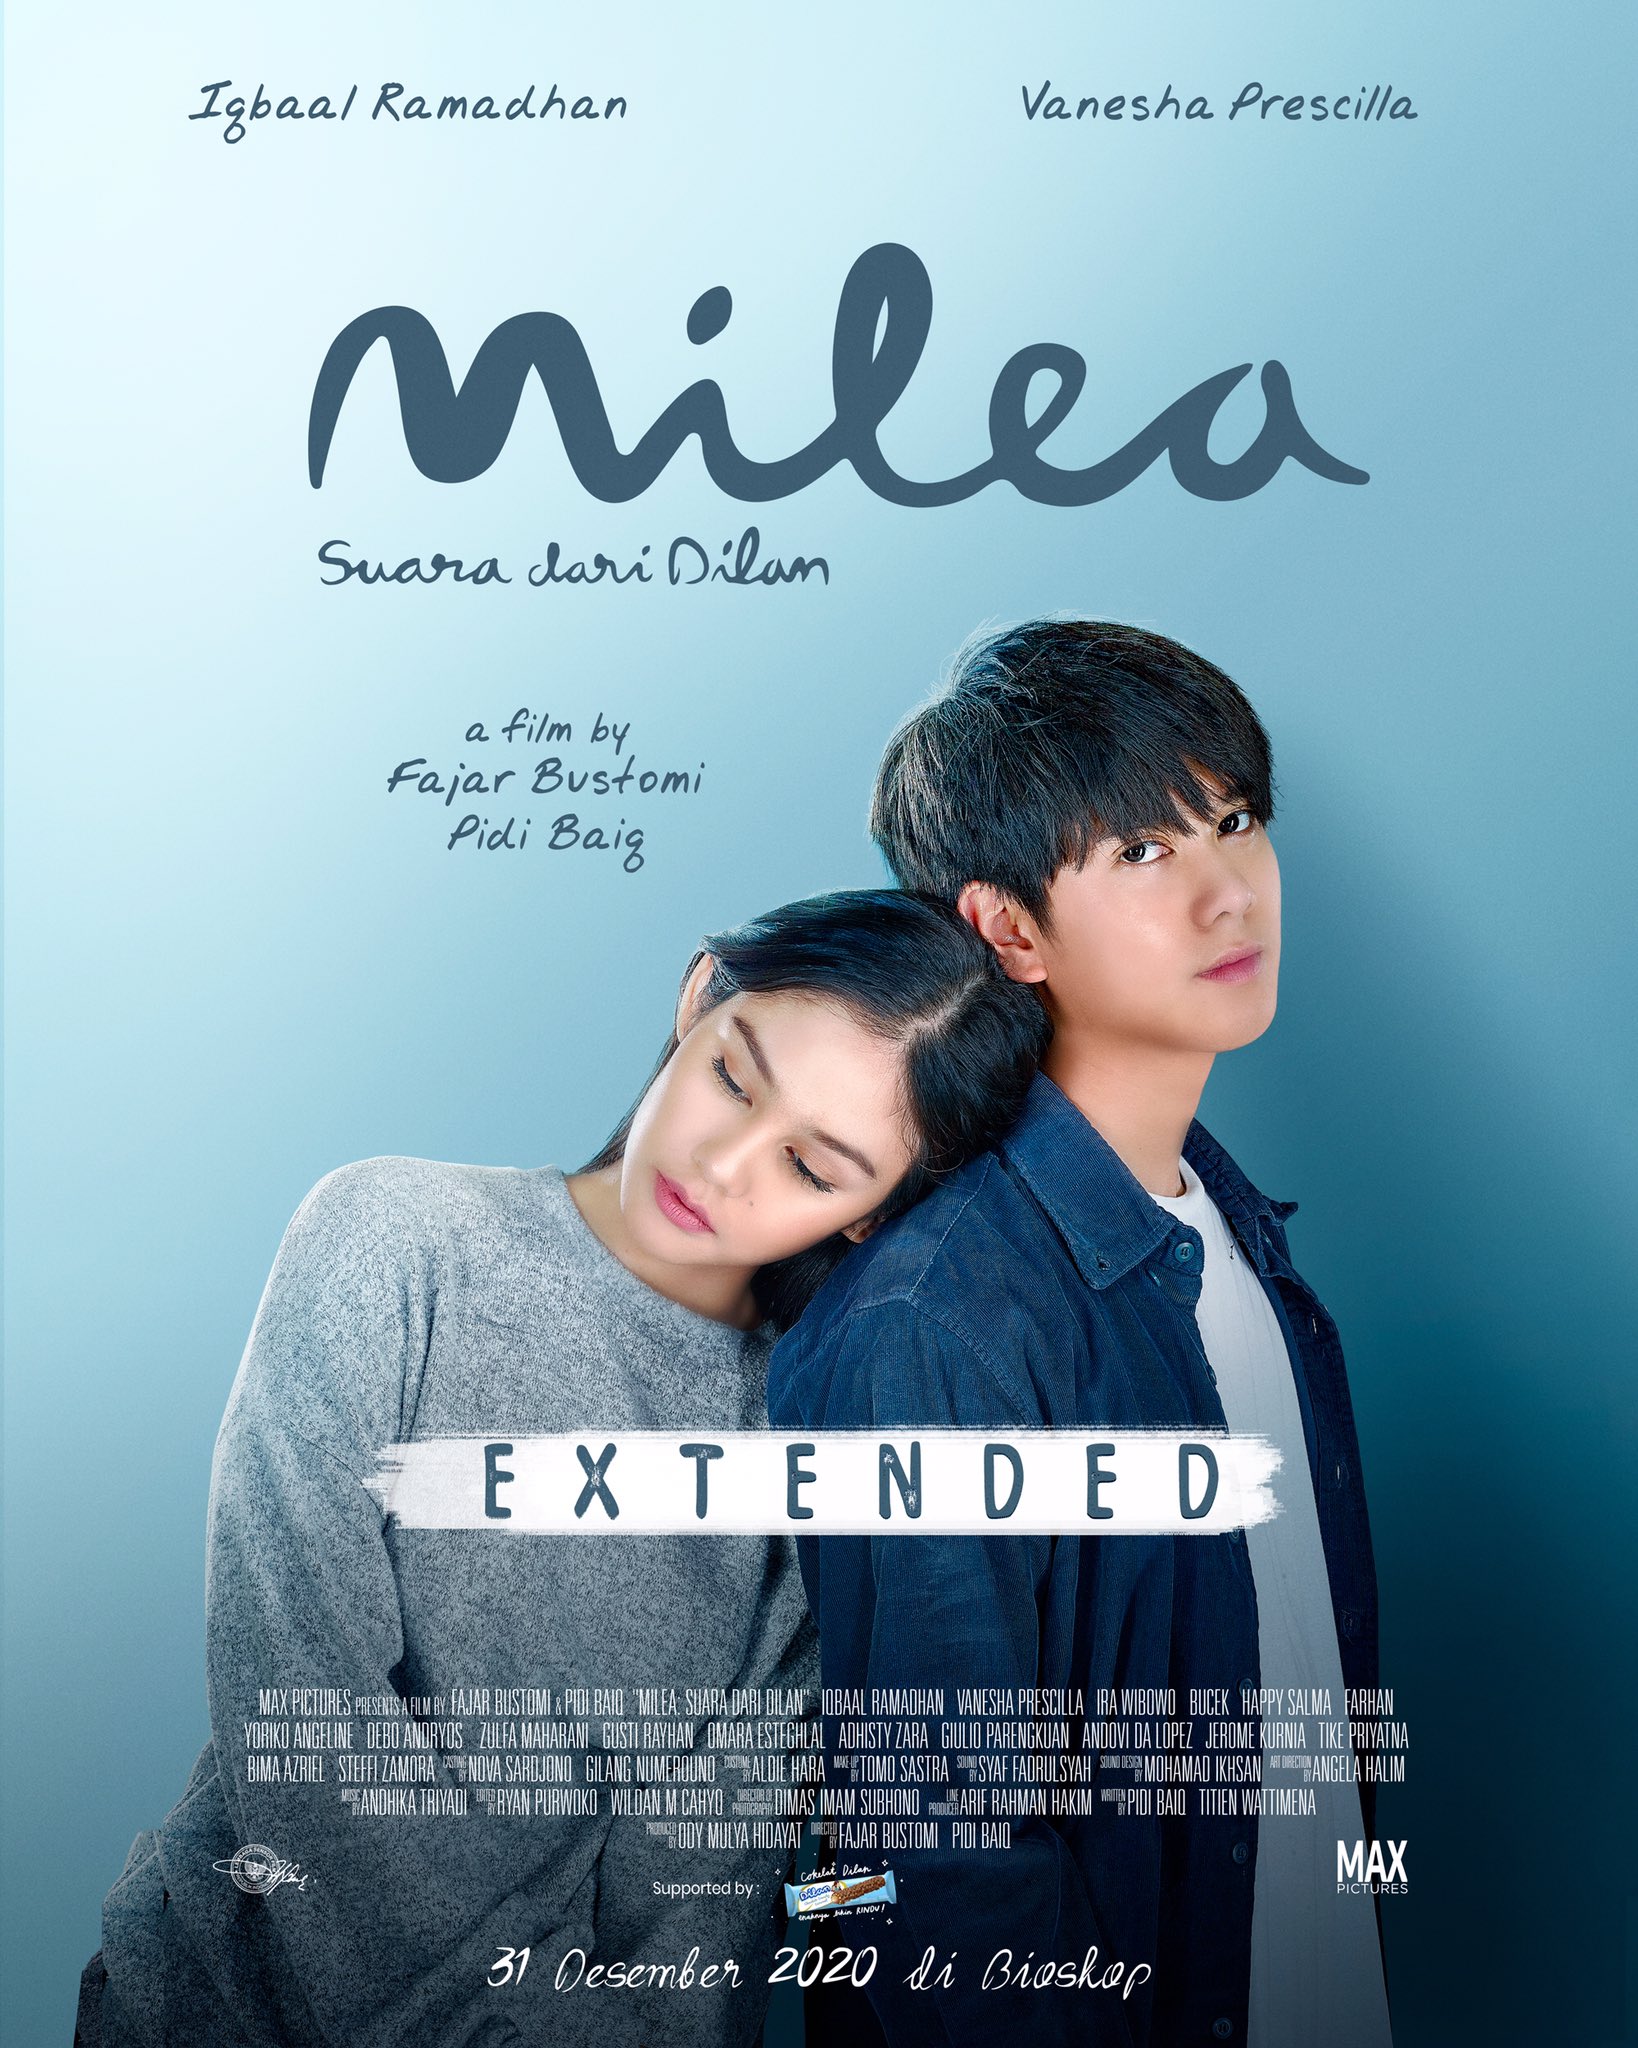 Iqbaal Ramadhan Vanesha Prescilla
Milea
Suara dari Dilan
a film by
Fajar Bustomi
Pidi Baiq
EXTENDED
MAX PICTURES PRESENTS A FILM BY FAJAR BUSTOMI & PIDI BAIQ "MILEA: SUARA DARI DILAN" IQBAAL RAMADHAN VANESHA PRESCILLA IRA WIBOWO BUCEK HAPPY SALMA FARHAN
YORIKO ANGELINE DEBO ANDRYOS ZULFA MAHARANI GUSTI RAYHAN OMARA ESTEGHLAL ADHISTY ZARA GIULIO PARENGKUAN ANDOVI DA LOPEZ JEROME KURNIA TIKE PRIYATNA
BIMA AZRIEL STEFFI ZAMORA CASTING BY NOVA SARDJONO GILANG NUMEROUNO COSTUME BY ALDIE HARA MAKE-UP BY TOMO SASTRA SOUND BY SYAF FADRULSYAH SOUND DESIGN BY MOHAMAD IKHSAN ART DIRECTION BY ANGELA HALIM
MUSIC BY ANDHIKA TRIYADI EDITED BY RYAN PURWOKO WILDAN M CAHYO DIRECTOR OF PHOTOGRAPHY DIMAS IMAM SUBHONO LINE PRODUCER ARIF RAHMAN HAKIM WRITTEN BY PIDI BAIQ TITIEN WATTIMENA
PRODUCED BY ODY MULYA HIDAYAT DIRECTED BY FAJAR BUSTOMI PIDI BAIQ
Supported by :
Cokelat Dilan
Dilan
enaknya bikin RINDU!
MAX
PICTURES
31 Desember 2020 di Bioskop